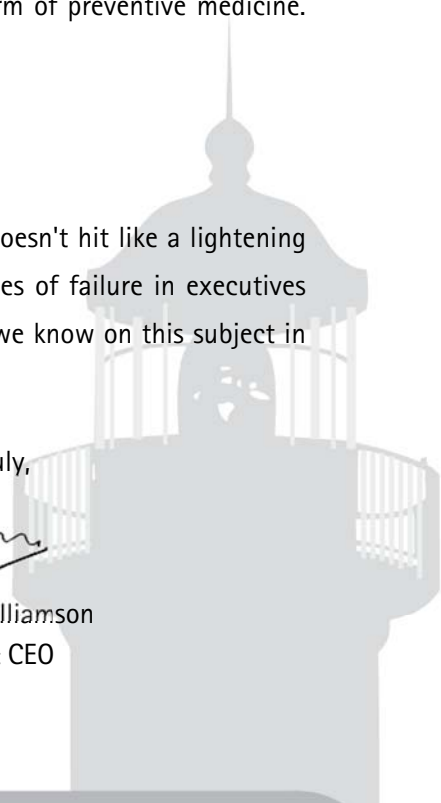 rm of preventive medicine.
oesn't hit like a lightening
es of failure in executives
we know on this subject in
uly,
lliamson
CEO